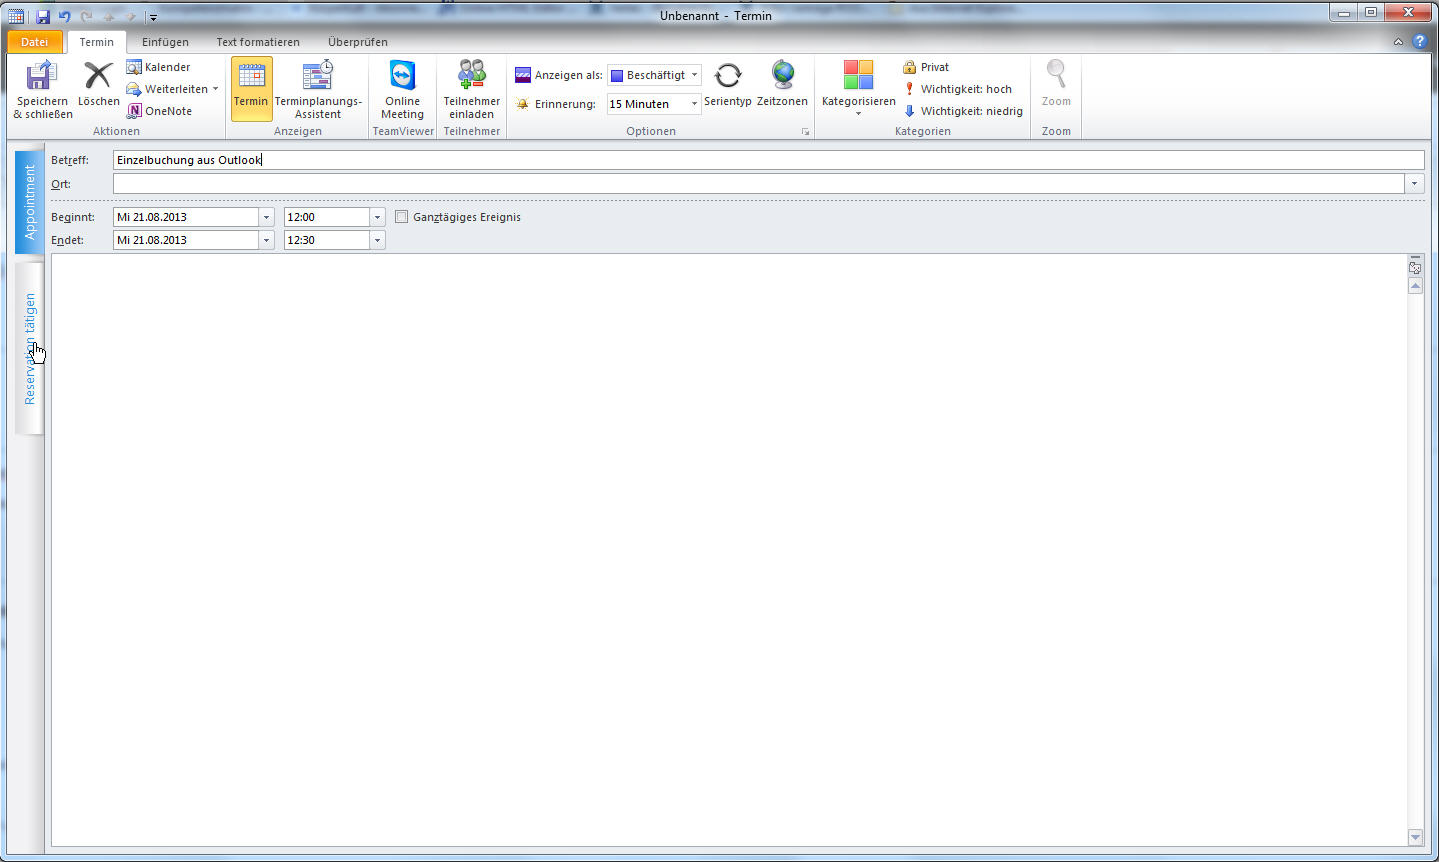 Unbenannt - Termin
Datei Termin Einfügen Text formatieren Überprüfen
Speichern & schließen
Löschen
Kalender
Weiterleiten
OneNote
Aktionen
Termin
Terminplanungs-Assistent
Anzeigen
Online Meeting
TeamViewer
Teilnehmer einladen
Teilnehmer
Anzeigen als: Beschäftigt
Erinnerung: 15 Minuten
Serientyp
Zeitzonen
Optionen
Kategorisieren
Privat
Wichtigkeit: hoch
Wichtigkeit: niedrig
Kategorien
Zoom
Zoom
Appointment
Reservation tätigen
Betreff: Einzelbuchung aus Outlook
Ort:
Beginnt: Mi 21.08.2013 12:00 Ganztägiges Ereignis
Endet: Mi 21.08.2013 12:30